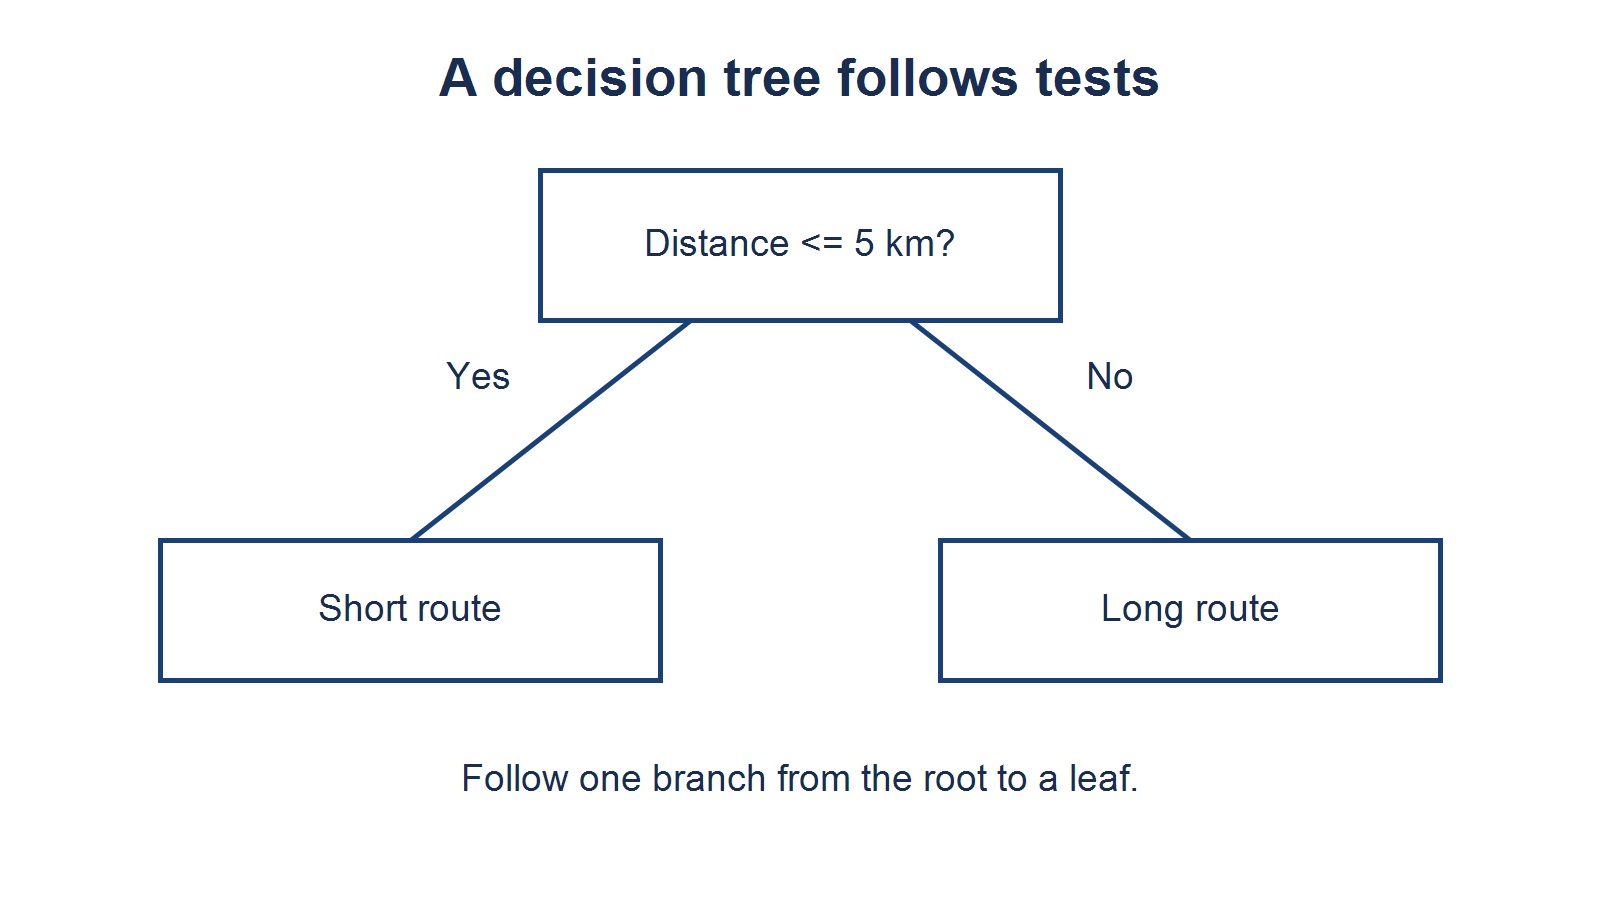 A decision tree follows tests
Distance <= 5 km?
Yes
No
Short route
Long route
Follow one branch from the root to a leaf.